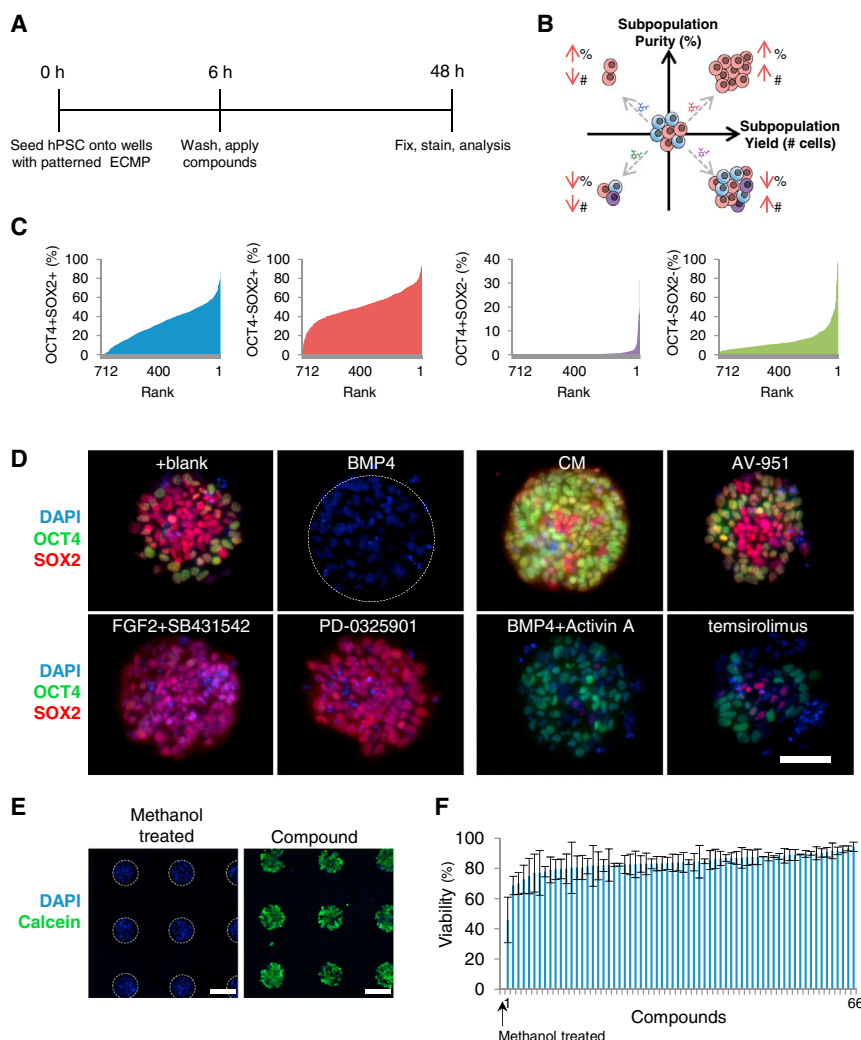 A
0 h
6 h
48 h
Seed hPSC onto wells
with patterned ECMP
Wash, apply
compounds
Fix, stain, analysis
B
Subpopulation
Purity (%)
%
#
%
#
Subpopulation
Yield (# cells)
%
#
%
#
C
OCT4+SOX2+ (%)
100
80
60
40
20
0
712
400
1
Rank
OCT4-SOX2+ (%)
100
80
60
40
20
0
712
400
1
Rank
OCT4+SOX2- (%)
40
30
20
10
0
712
400
1
Rank
OCT4-SOX2-(%)
100
80
60
40
20
0
712
400
1
Rank
D
+blank
BMP4
CM
AV-951
DAPI
OCT4
SOX2
FGF2+SB431542
PD-0325901
BMP4+Activin A
temsirolimus
DAPI
OCT4
SOX2
E
Methanol
treated
Compound
DAPI
Calcein
F
Viability (%)
100
80
60
40
20
0
1
66
Compounds
Methanol treated